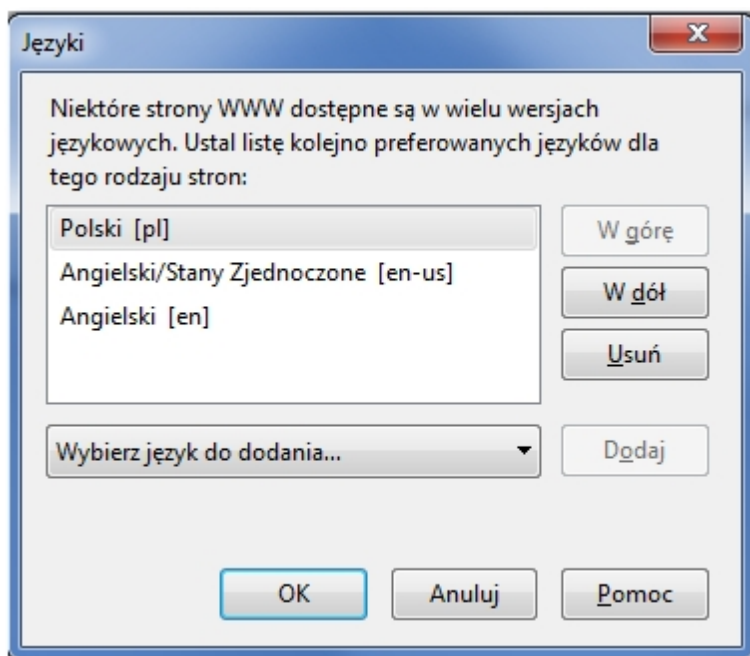 Języki
Niektóre strony WWW dostępne są w wielu wersjach
językowych. Ustal listę kolejno preferowanych języków dla
tego rodzaju stron:
Polski [pl]
Angielski/Stany Zjednoczone [en-us]
Angielski [en]
W górę
W dół
Usuń
Wybierz język do dodania...
Dodaj
OK
Anuluj
Pomoc